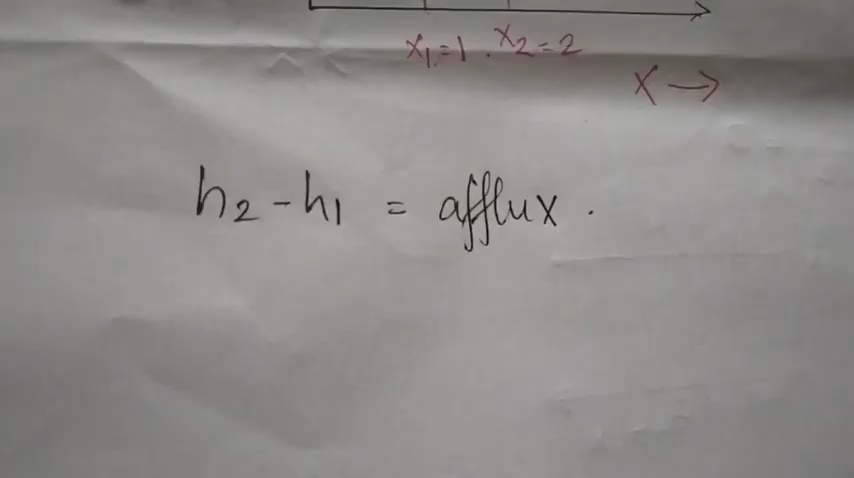 x₁=1 . x₂=2
x →
h₂ - h₁ = afflux .